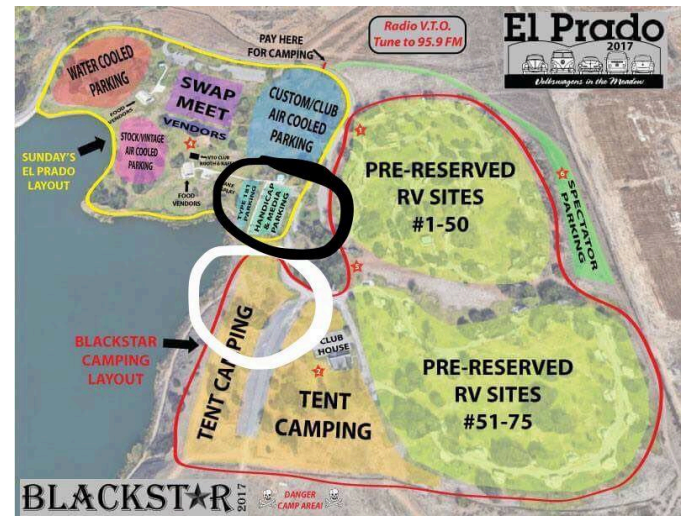 El Prado
2017
Volkswagens in the Meadow
Radio V.T.O.
Tune to 95.9 FM
PAY HERE
FOR CAMPING
WATER COOLED
PARKING
FOOD
VENDORS
SWAP
MEET
VENDORS
CUSTOM/CLUB
AIR COOLED
PARKING
STOCK/VINTAGE
AIR COOLED
PARKING
SUNDAY'S
EL PRADO
LAYOUT
FOOD
VENDORS
TYPE 181
PARKING
HANDICAP
& MEDIA
PARKING
PRE-RESERVED
RV SITES
#1-50
SPECTATOR
PARKING
BLACKSTAR
CAMPING
LAYOUT
TENT CAMPING
CLUB
HOUSE
TENT
CAMPING
PRE-RESERVED
RV SITES
#51-75
BLACKSTAR
2017
DANGER
CAMP AREA!